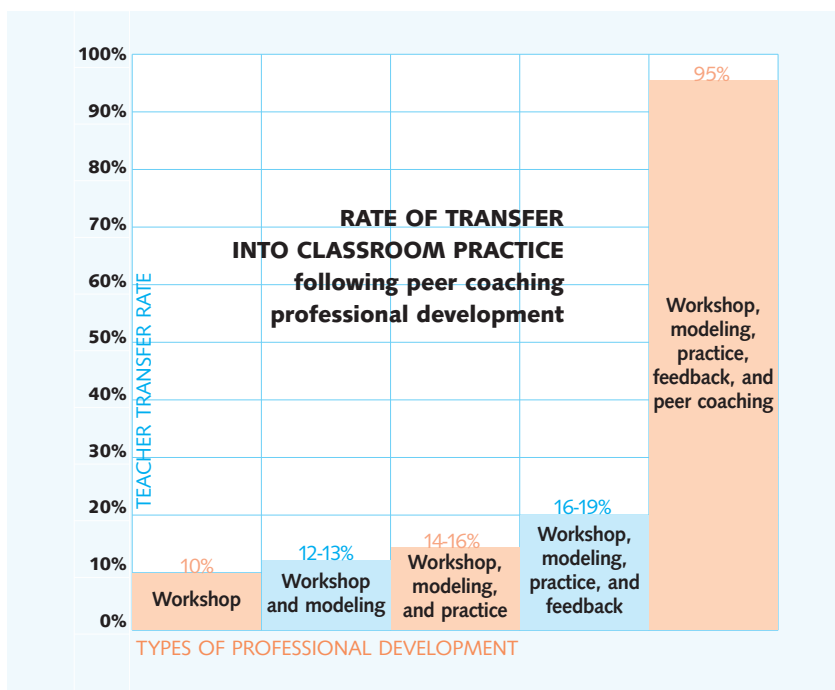 100%
90%
80%
70%
60%
50%
40%
30%
20%
10%
0%
TEACHER TRANSFER RATE
RATE OF TRANSFER
INTO CLASSROOM PRACTICE
following peer coaching
professional development
10%
Workshop
12-13%
Workshop
and modeling
14-16%
Workshop,
modeling,
and practice
16-19%
Workshop,
modeling,
practice, and
feedback
95%
Workshop,
modeling,
practice,
feedback, and
peer coaching
TYPES OF PROFESSIONAL DEVELOPMENT